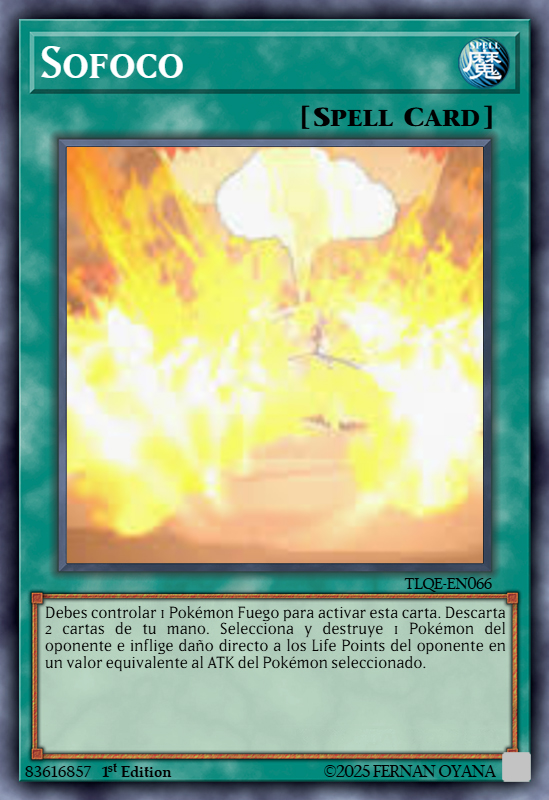 Sofoco
SPELL
魔
[Spell Card]
TLQE-EN066
Debes controlar 1 Pokémon Fuego para activar esta carta. Descarta
2 cartas de tu mano. Selecciona y destruye 1 Pokémon del
oponente e inflige daño directo a los Life Points del oponente en
un valor equivalente al ATK del Pokémon seleccionado.
83616857 1st Edition ©2025 FERNAN OYANA